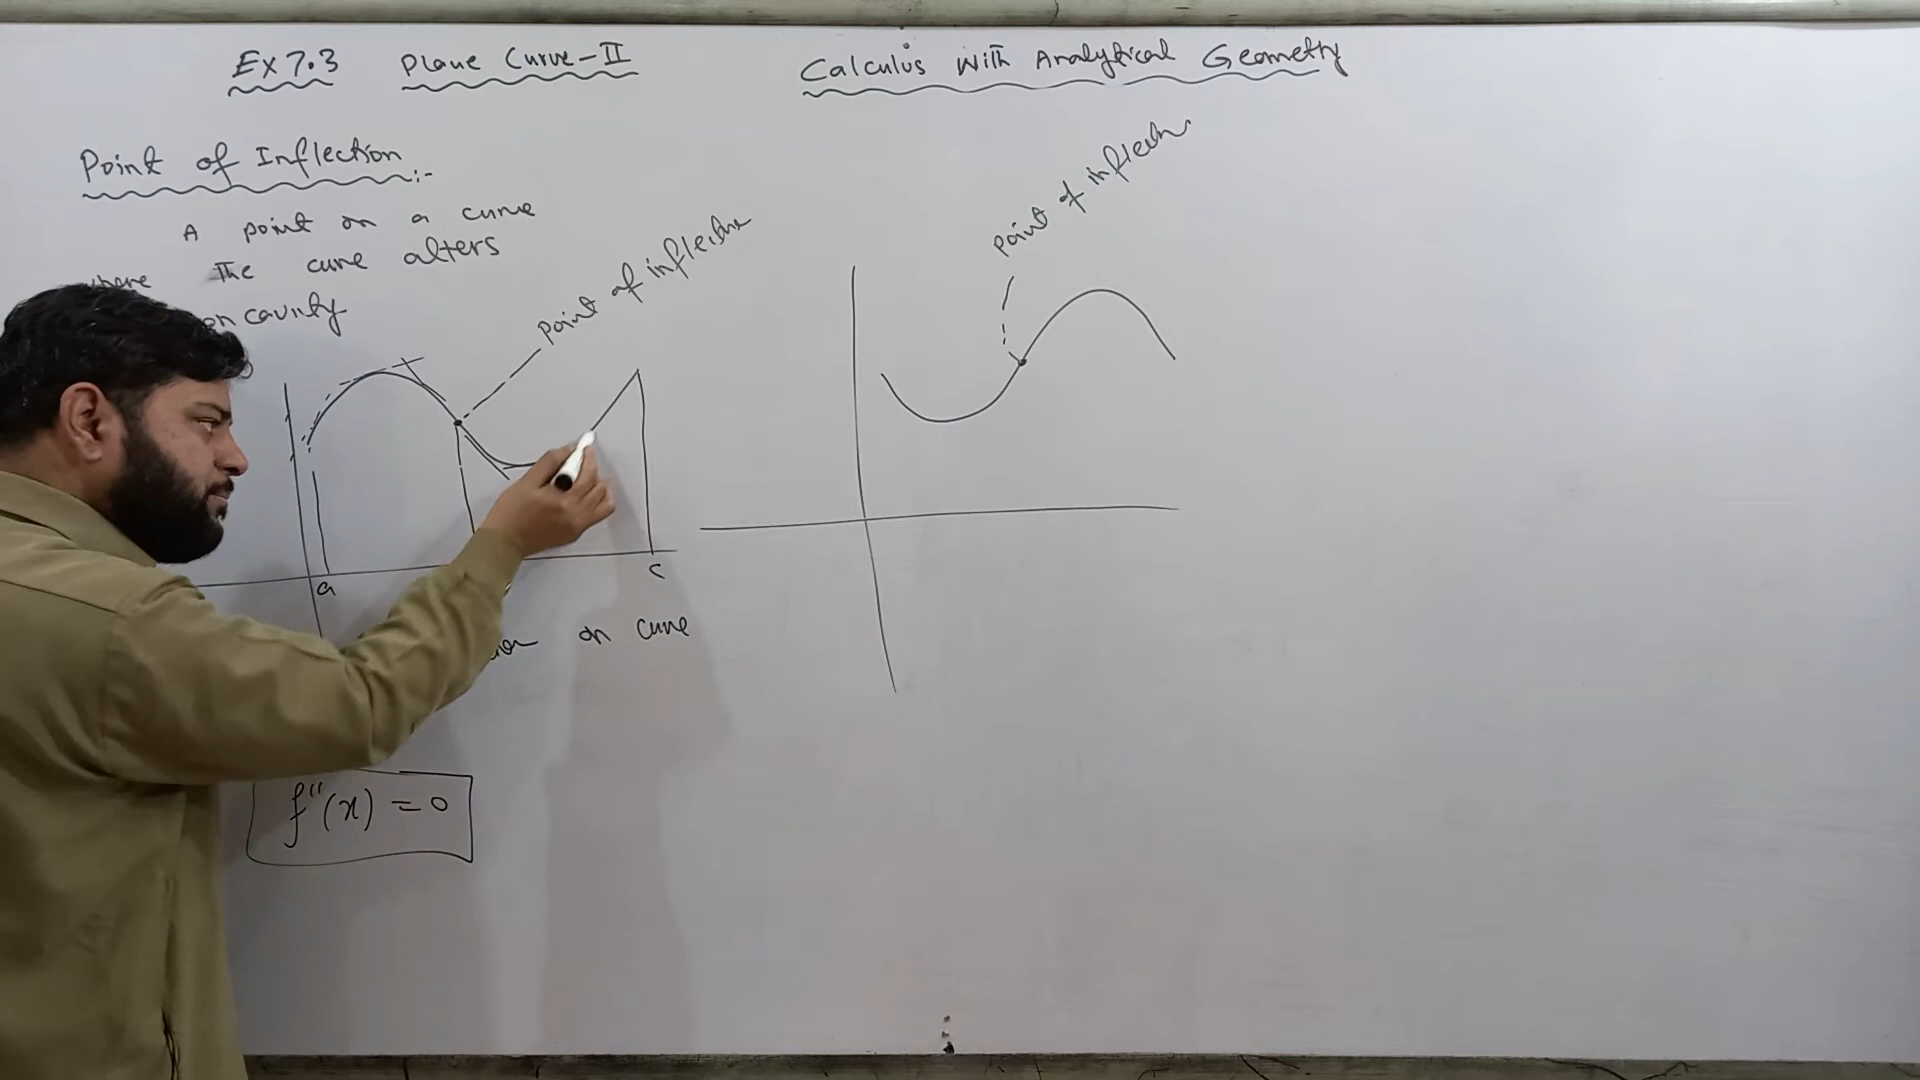 Ex 7.3 Plane Curve-II
Calculus With Analytical Geometry
Point of Inflection :-
A point on a curve
where The curve alters
concavity
Point of inflection
Point of inflection
a
c
on curve
f''(x) = 0